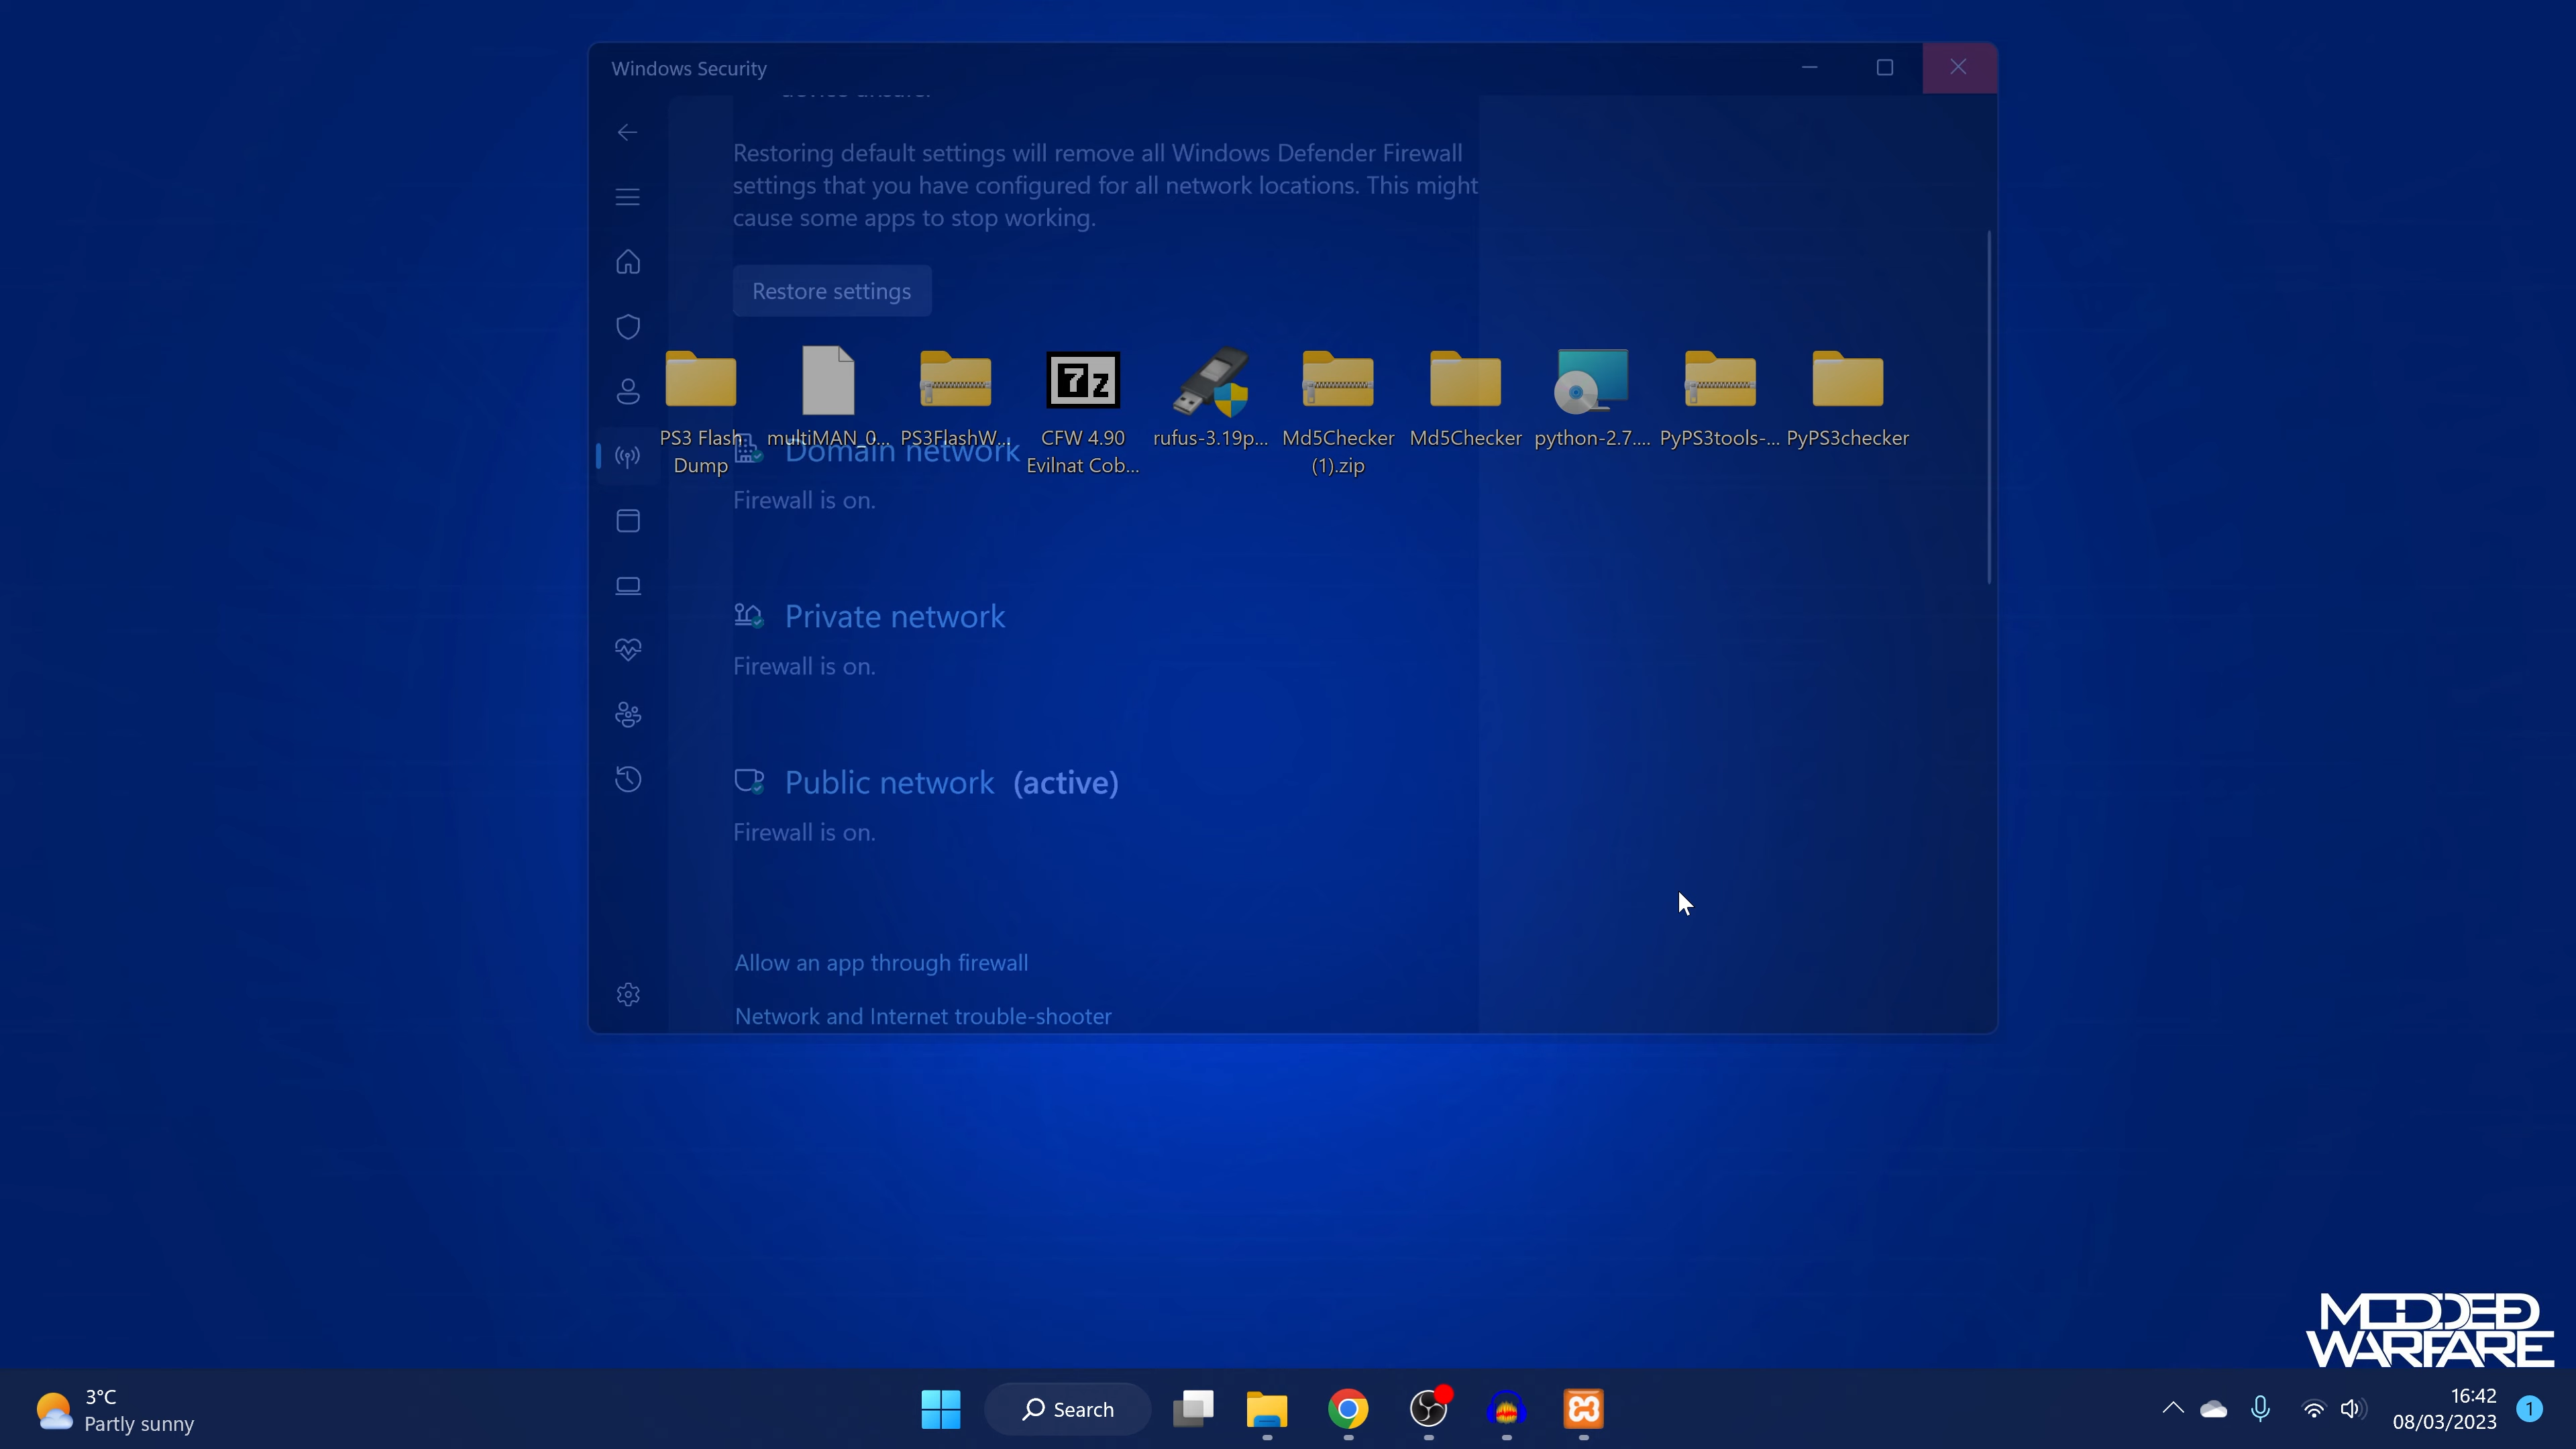 Windows Security
Restoring default settings will remove all Windows Defender Firewall
settings that you have configured for all network locations. This might
cause some apps to stop working.
Restore settings
PS3 Flash
Dump
multiMAN_0...
PS3FlashW...
7z
CFW 4.90
Evilnat Cob...
rufus-3.19p...
Md5Checker
(1).zip
Md5Checker
python-2.7....
PyPS3tools-...
PyPS3checker
Domain network
Firewall is on.
Private network
Firewall is on.
Public network (active)
Firewall is on.
Allow an app through firewall
Network and Internet trouble-shooter
MODDED
WARFARE
3°C
Partly sunny
Search
16:42
08/03/2023
1